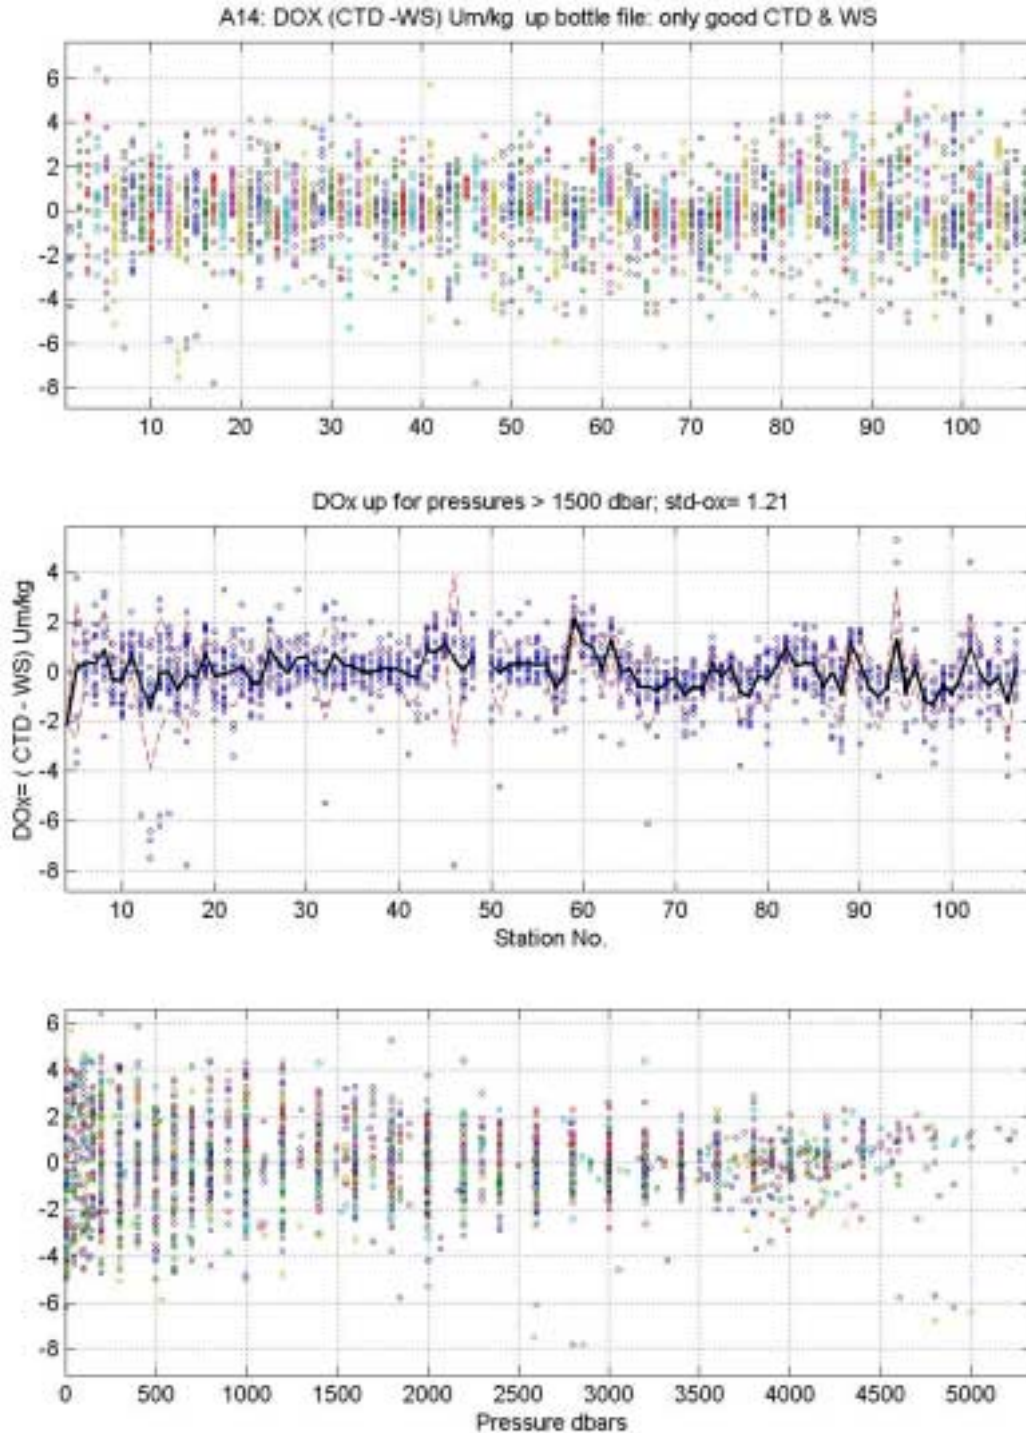 A14: DOX (CTD -WS) Um/kg up bottle file: only good CTD & WS
6
4
2
0
-2
-4
-6
-8
10 20 30 40 50 60 70 80 90 100
DOx up for pressures > 1500 dbar; std-ox= 1.21
DOx= ( CTD - WS) Um/kg
4
2
0
-2
-4
-6
-8
10 20 30 40 50 60 70 80 90 100
Station No.
6
4
2
0
-2
-4
-6
-8
0 500 1000 1500 2000 2500 3000 3500 4000 4500 5000
Pressure dbars